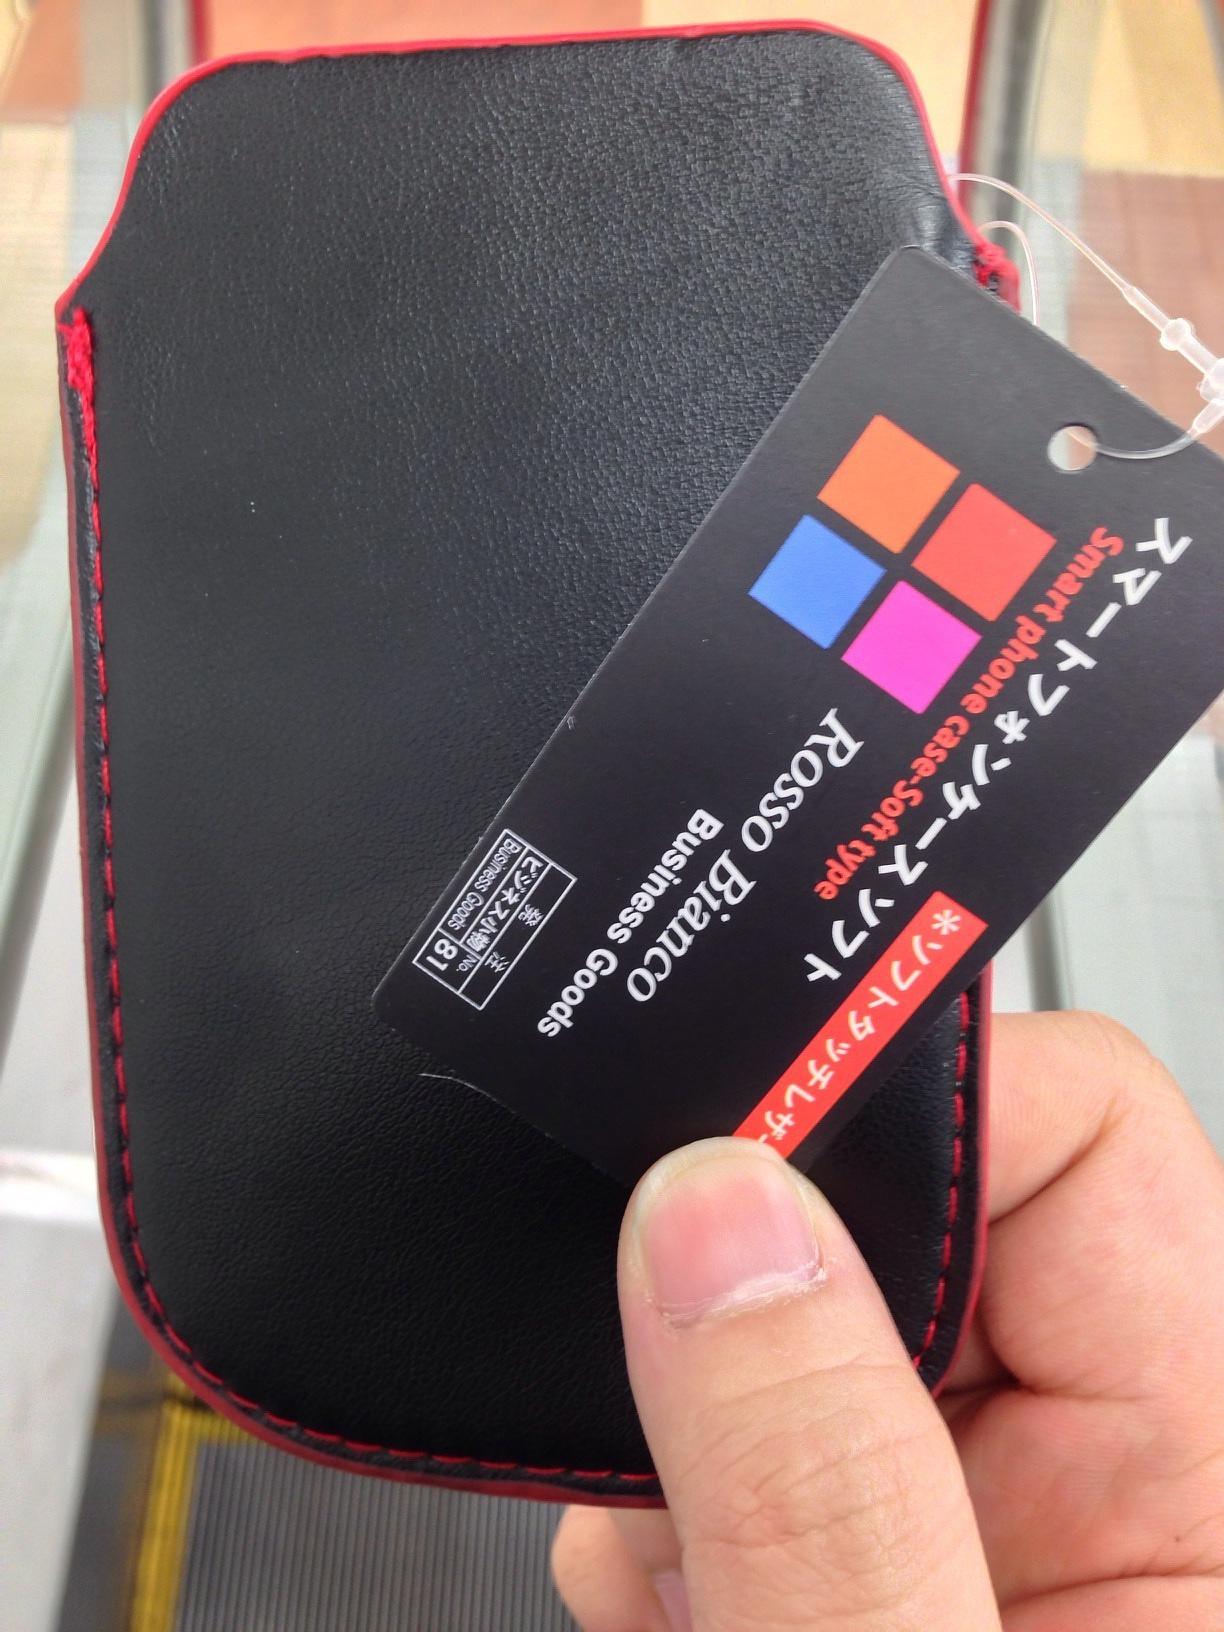 スマートフォンケース ソフト
Smart phone case-Soft type
*ソフトタッチレザー
Rosso Bianco
Business Goods
発 注
ビジネス小物 No.
Business Goods 81